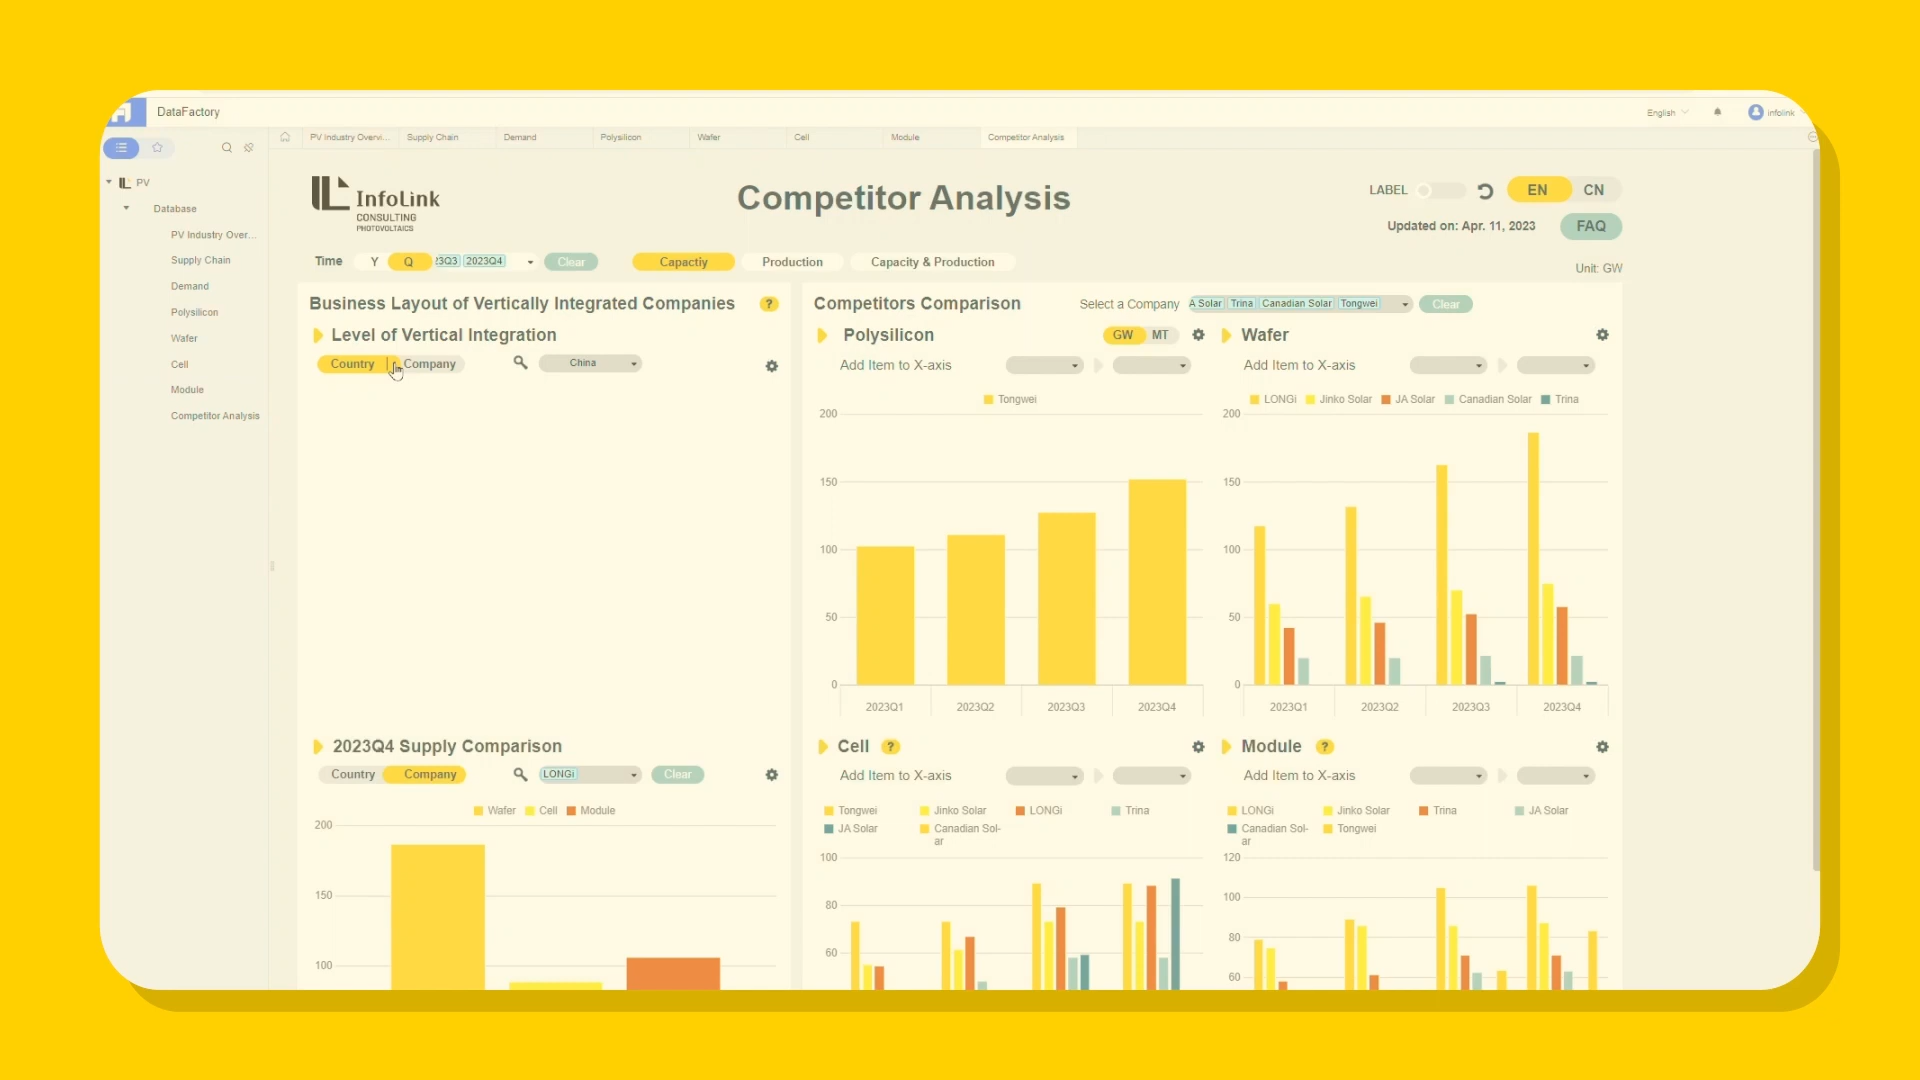 DataFactory
English
infolink
PV Industry Overvi...
Supply Chain
Demand
Polysilicon
Wafer
Cell
Module
Competitor Analysis
PV
Database
PV Industry Over...
Supply Chain
Demand
Polysilicon
Wafer
Cell
Module
Competitor Analysis
InfoLink
CONSULTING
PHOTOVOLTAICS
Competitor Analysis
LABEL
EN
CN
Updated on: Apr. 11, 2023
FAQ
Unit: GW
Time
Y
Q
23Q3
2023Q4
Clear
Capactiy
Production
Capacity & Production
Business Layout of Vertically Integrated Companies
?
Level of Vertical Integration
Country
Company
China
2023Q4 Supply Comparison
Country
Company
LONGi
Clear
Wafer Cell Module
200
150
100
Competitors Comparison
Select a Company
A Solar Trina Canadian Solar Tongwei
Clear
Polysilicon
GW
MT
Add Item to X-axis
Tongwei
200
150
100
50
0
2023Q1 2023Q2 2023Q3 2023Q4
Wafer
Add Item to X-axis
LONGi Jinko Solar JA Solar Canadian Solar Trina
200
150
100
50
0
2023Q1 2023Q2 2023Q3 2023Q4
Cell ?
Add Item to X-axis
Tongwei Jinko Solar LONGi Trina
JA Solar Canadian Sol-
ar
100
80
60
Module ?
Add Item to X-axis
LONGi Jinko Solar Trina JA Solar
Canadian Sol- Tongwei
ar
120
100
80
60